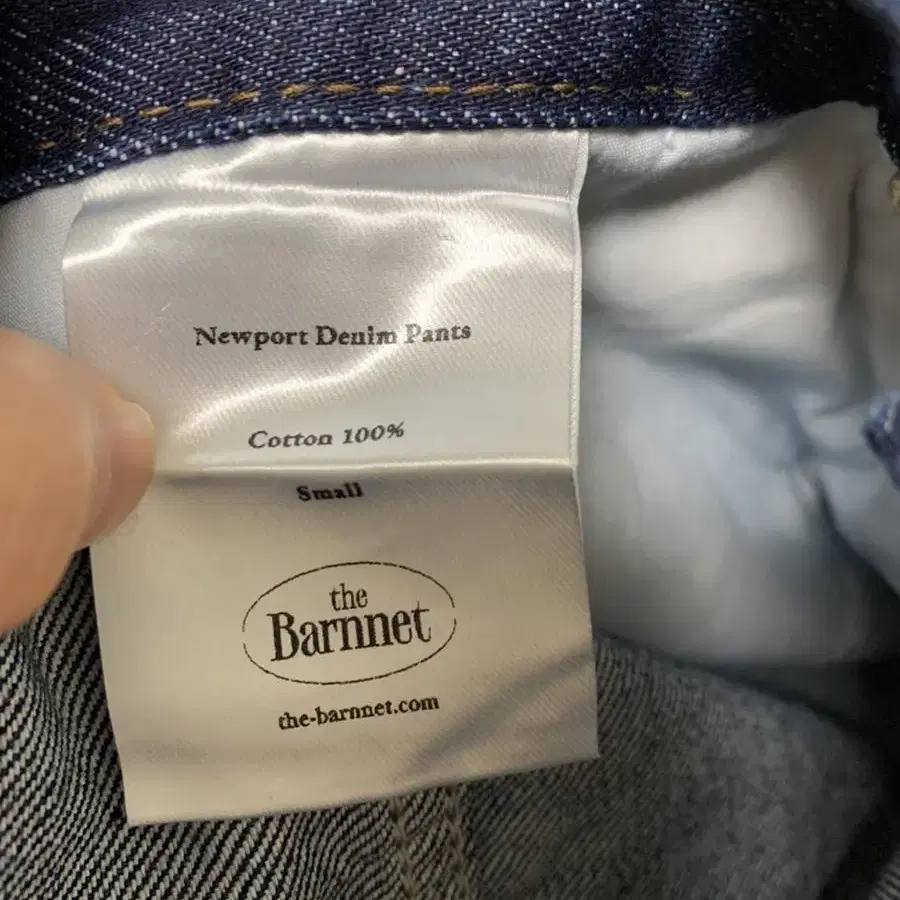 Newport Denim Pants
Cotton 100%
Small
the
Barnnet
the-barnnet.com